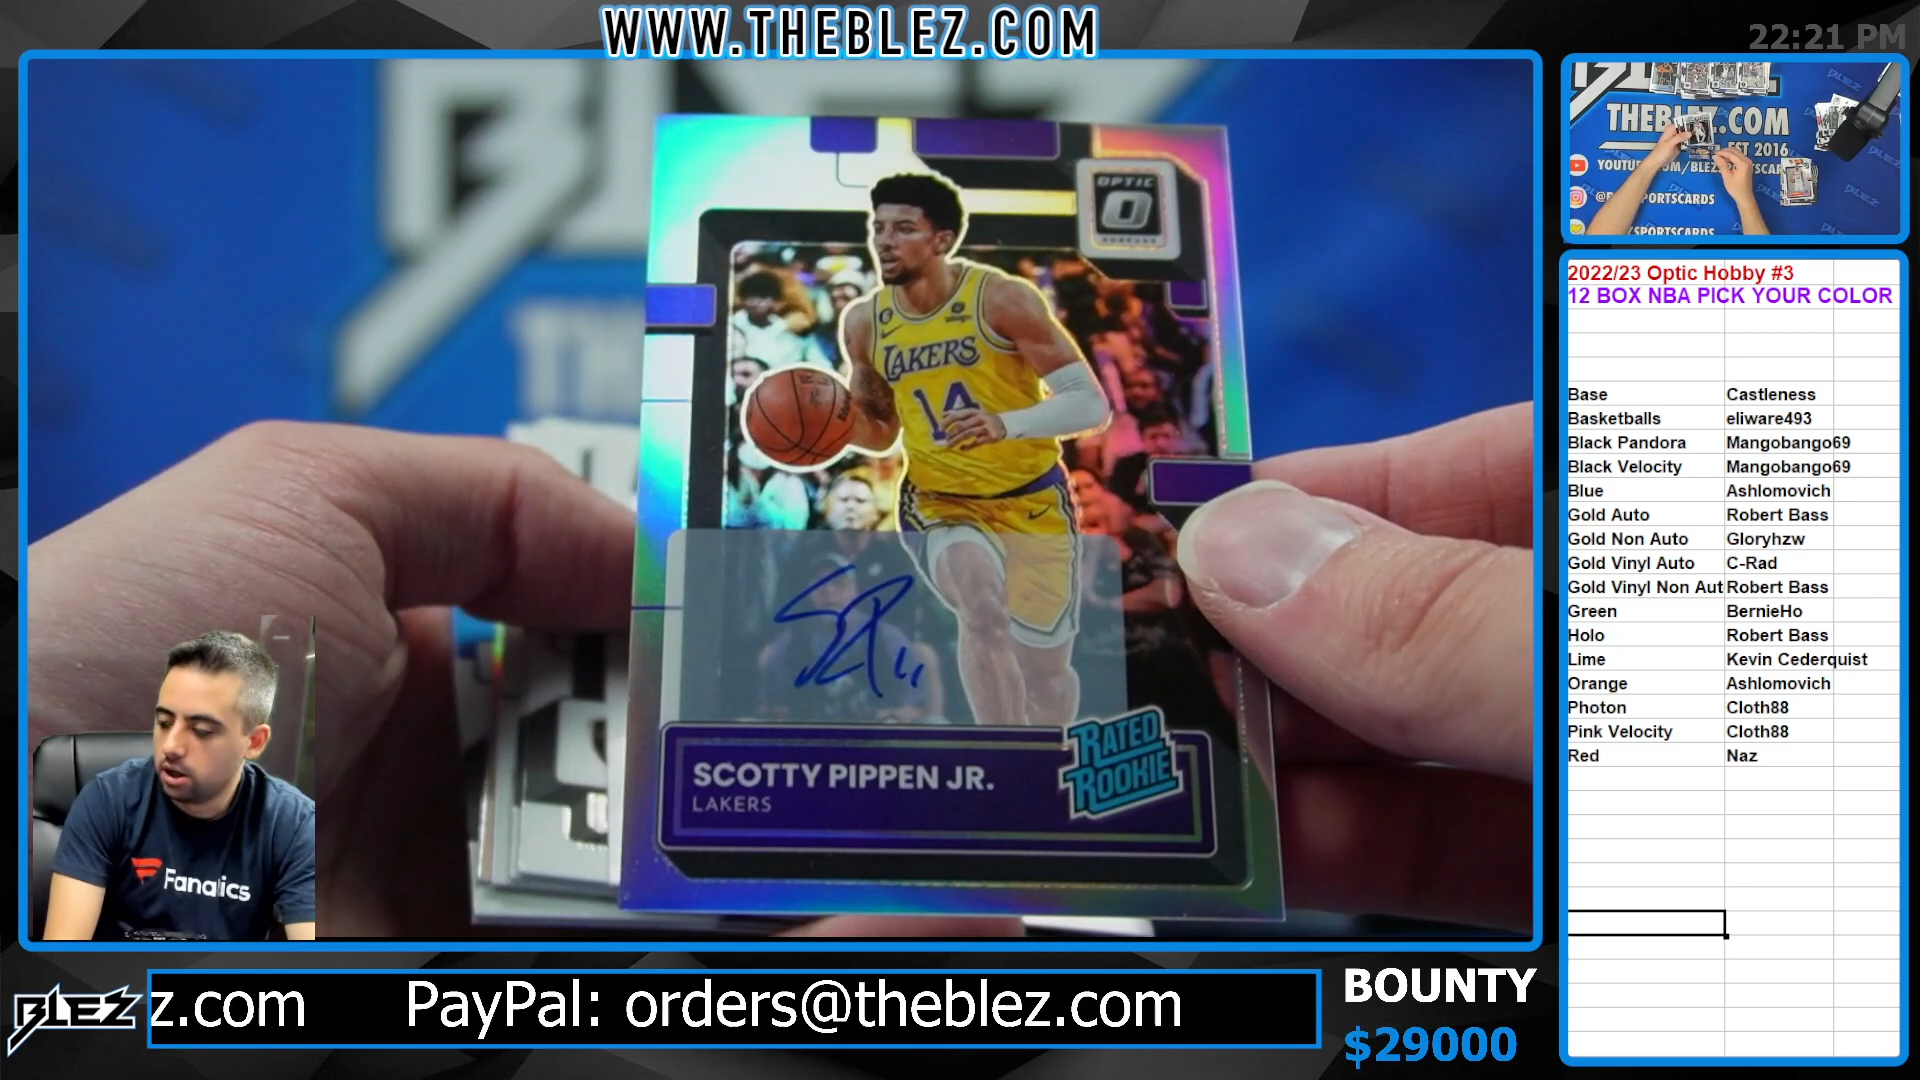 WWW.THEBLEZ.COM
22:21 PM
OPTIC
DONRUSS
LAKERS
14
SCOTTY PIPPEN JR.
LAKERS
RATED
ROOKIE
Fanatics
THEBLEZ.COM
EST 2016
2022/23 Optic Hobby #3
12 BOX NBA PICK YOUR COLOR
Base Castleness
Basketballs eliware493
Black Pandora Mangobango69
Black Velocity Mangobango69
Blue Ashlomovich
Gold Auto Robert Bass
Gold Non Auto Gloryhzw
Gold Vinyl Auto C-Rad
Gold Vinyl Non Aut Robert Bass
Green BernieHo
Holo Robert Bass
Lime Kevin Cederquist
Orange Ashlomovich
Photon Cloth88
Pink Velocity Cloth88
Red Naz
BLEZ
z.com PayPal: orders@theblez.com
BOUNTY
$29000